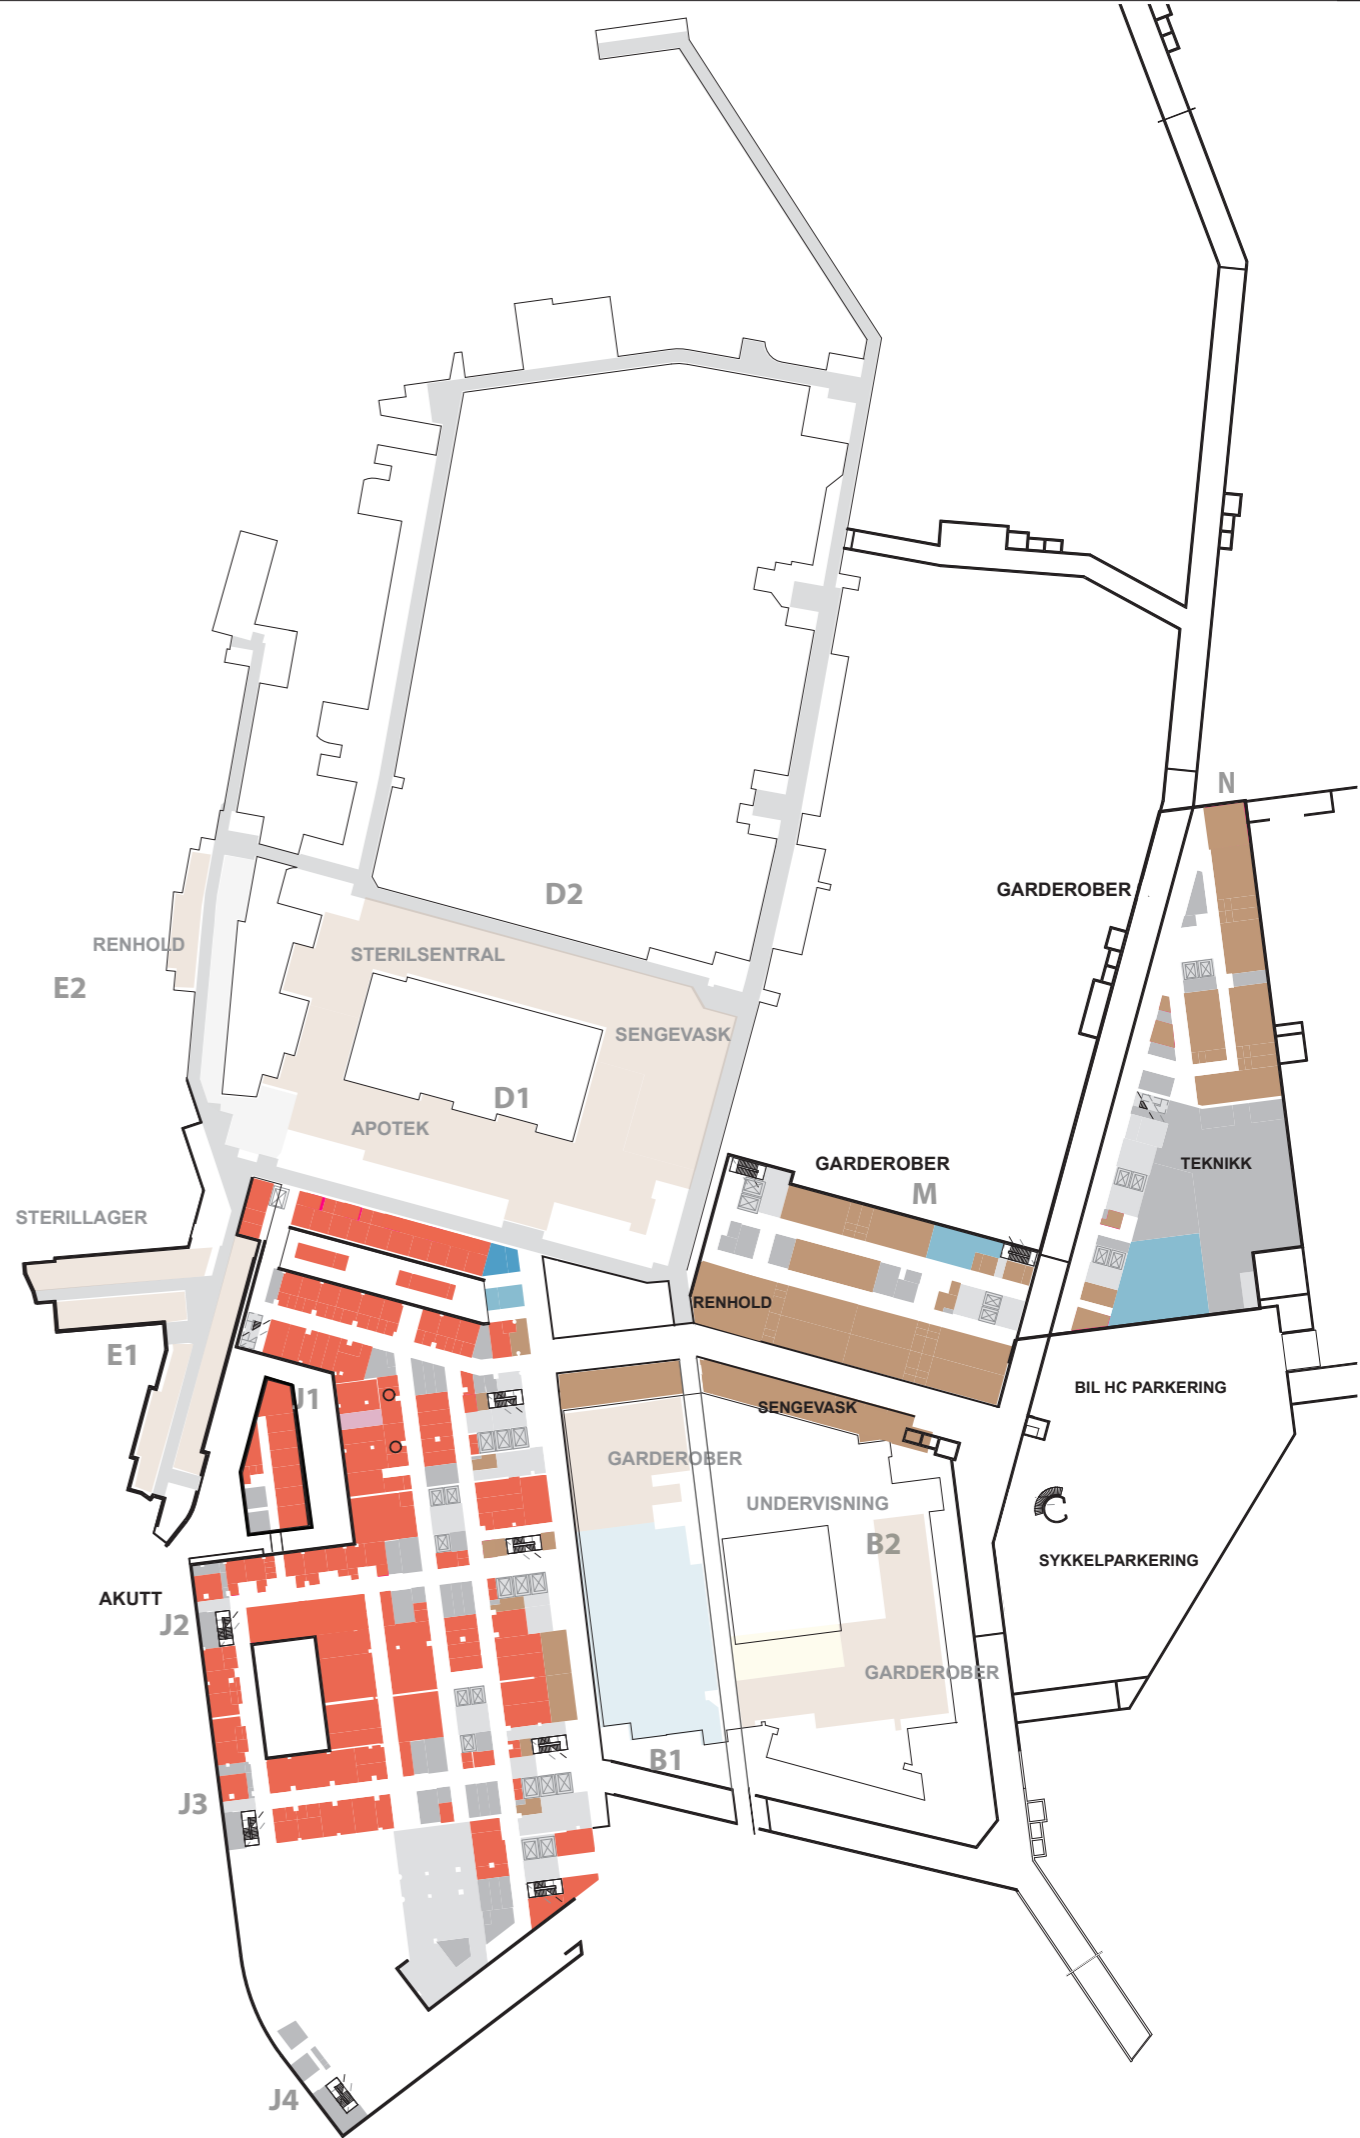 N
GARDEROBER
D2
RENHOLD
STERILSENTRAL
E2
SENGEVASK
D1
APOTEK
GARDEROBER
TEKNIKK
M
STERILLAGER
RENHOLD
E1
BIL HC PARKERING
J1
SENGEVASK
GARDEROBER
UNDERVISNING
B2
SYKKELPARKERING
AKUTT
J2
GARDEROBER
B1
J3
J4